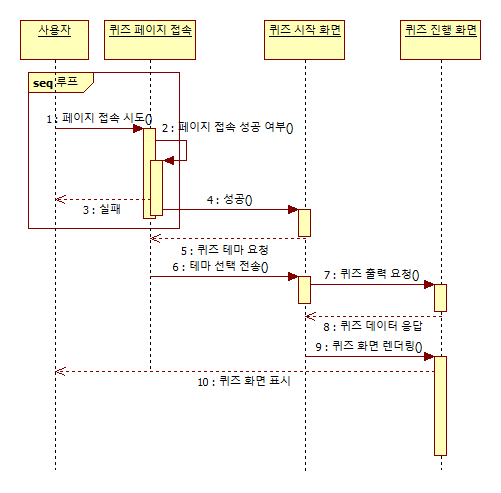 사용자
퀴즈 페이지 접속
퀴즈 시작 화면
퀴즈 진행 화면
seq 루프
1 : 페이지 접속 시도()
2 : 페이지 접속 성공 여부()
3 : 실패
4 : 성공()
5 : 퀴즈 테마 요청
6 : 테마 선택 전송()
7 : 퀴즈 출력 요청()
8 : 퀴즈 데이터 응답
9 : 퀴즈 화면 렌더링()
10 : 퀴즈 화면 표시